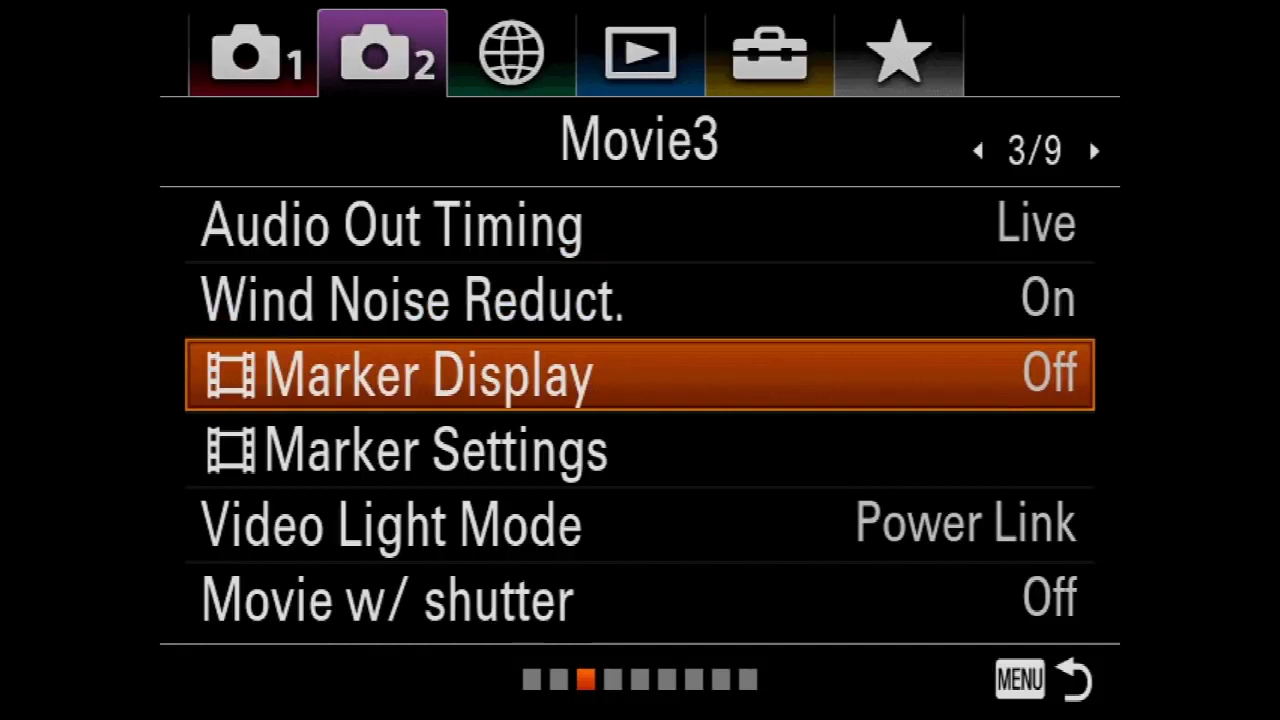 1 2
Movie3 3/9
Audio Out Timing Live
Wind Noise Reduct. On
Marker Display Off
Marker Settings
Video Light Mode Power Link
Movie w/ shutter Off
MENU